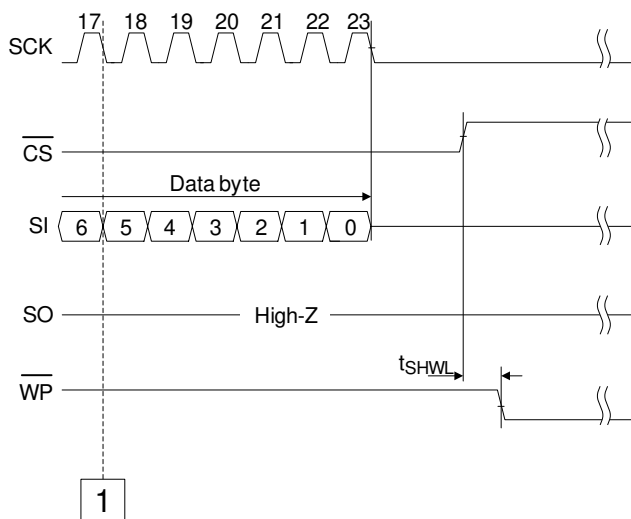 17 18 19 20 21 22 23
SCK
CS
Data byte
SI 6 5 4 3 2 1 0
SO High-Z
tSHWL
WP
1